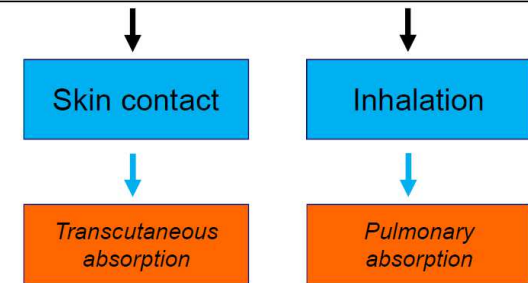 Skin contact
Inhalation
Transcutaneous
absorption
Pulmonary
absorption